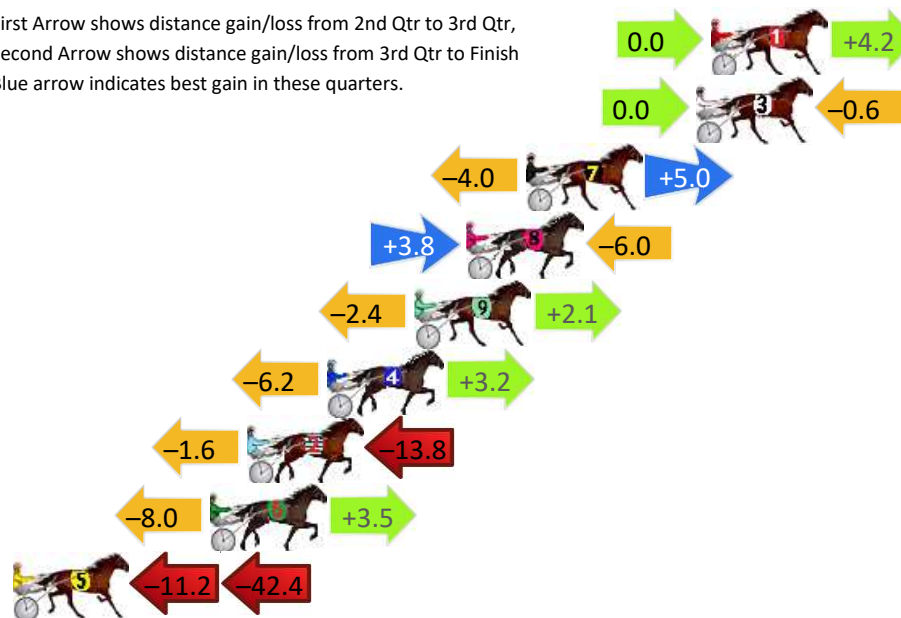 irst Arrow shows distance gain/loss from 2nd Qtr to 3rd Qtr,
econd Arrow shows distance gain/loss from 3rd Qtr to Finish
Blue arrow indicates best gain in these quarters.
0.0 1 +4.2
0.0 3 –0.6
–4.0 7 +5.0
+3.8 8 –6.0
–2.4 9 +2.1
–6.2 4 +3.2
–1.6 –13.8
–8.0 +3.5
5 –11.2 –42.4